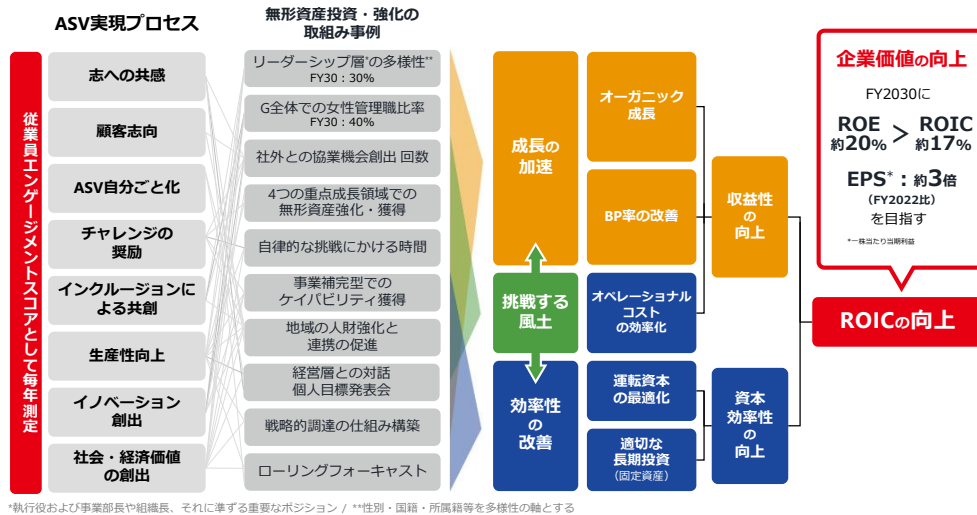 ASV実現プロセス
無形資産投資・強化の
取組み事例
従業員エンゲージメントスコアとして毎年測定
志への共感
顧客志向
ASV自分ごと化
チャレンジの
奨励
インクルージョンに
よる共創
生産性向上
イノベーション
創出
社会・経済価値
の創出
リーダーシップ層*の多様性**
FY30：30%
G全体での女性管理職比率
FY30：40%
社外との協業機会創出 回数
4つの重点成長領域での
無形資産強化・獲得
自律的な挑戦にかける時間
事業補完型での
ケイパビリティ獲得
地域の人財強化と
連携の促進
経営層との対話
個人目標発表会
戦略的調達の仕組み構築
ローリングフォーキャスト
成長の
加速
挑戦する
風土
効率性
の
改善
オーガニック
成長
BP率の改善
オペレーショナル
コスト
の効率化
運転資本
の最適化
適切な
長期投資
（固定資産）
収益性
の
向上
資本
効率性
の
向上
企業価値の向上
FY2030に
ROE > ROIC
約20% 約17%
EPS*：約3倍
（FY2022比）
を目指す
*一株当たり当期利益
ROICの向上
*執行役および事業部長や組織長、それに準ずる重要なポジション / **性別・国籍・所属籍等を多様性の軸とする